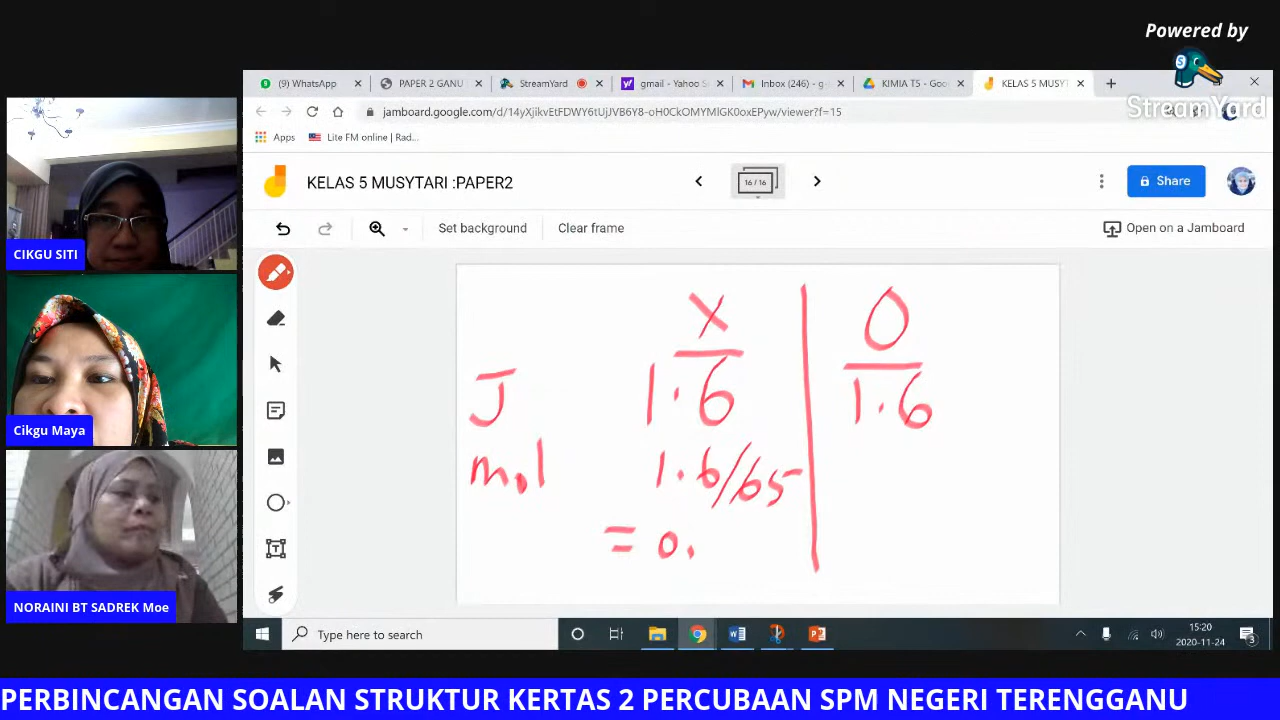 Powered by
StreamYard
(9) WhatsApp
PAPER 2 GANU
StreamYard
gmail - Yahoo S
Inbox (246) - g
KIMIA T5 - Goo
KELAS 5 MUSYT
jamboard.google.com/d/14yXjikvEtFDWY6tUjJVB6Y8-oH0CkOMYMlGK0oxEPyw/viewer?f=15
Apps
Lite FM online | Rad...
KELAS 5 MUSYTARI :PAPER2
16 / 16
Share
Set background
Clear frame
Open on a Jamboard
CIKGU SITI
Cikgu Maya
NORAINI BT SADREK Moe
X O
J 1.6 1.6
mol 1.6/65
= 0.
Type here to search
15:20
2020-11-24
3
PERBINCANGAN SOALAN STRUKTUR KERTAS 2 PERCUBAAN SPM NEGERI TERENGGANU